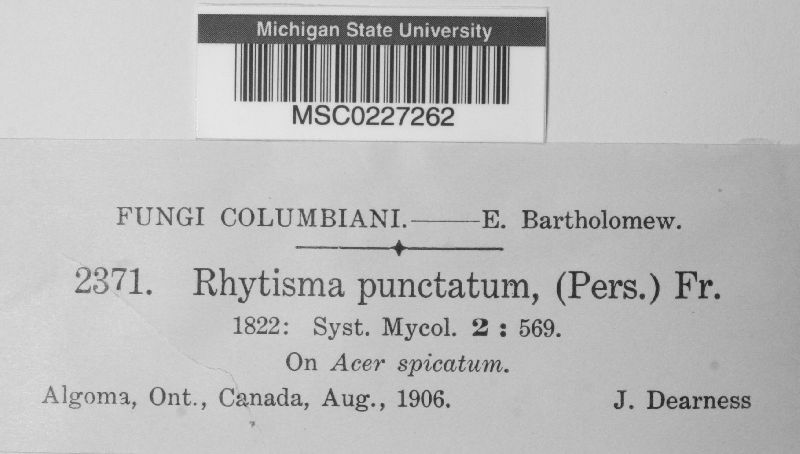 Michigan State University
MSC0227262
FUNGI COLUMBIANI.——E. Bartholomew.
2371. Rhytisma punctatum, (Pers.) Fr.
1822: Syst. Mycol. 2 : 569.
On Acer spicatum.
Algoma, Ont., Canada, Aug., 1906. J. Dearness